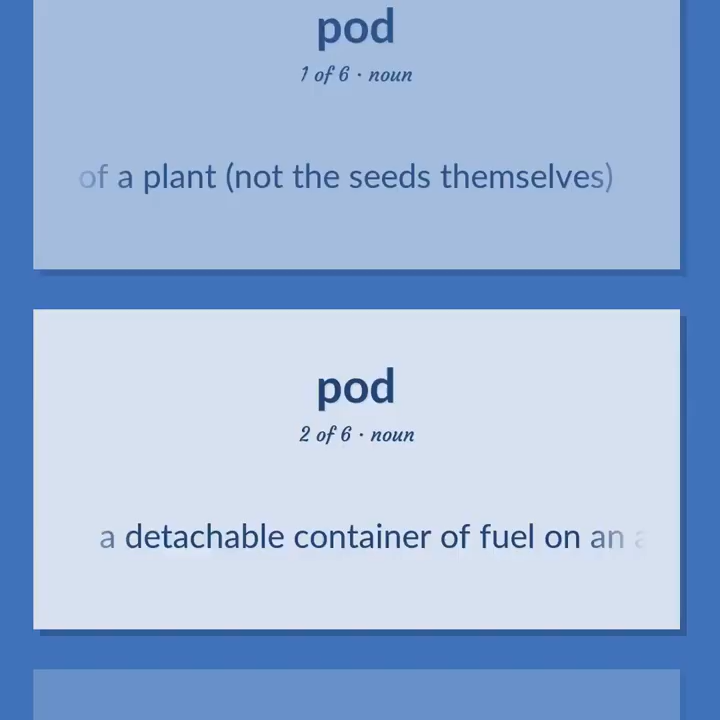 pod
1 of 6 · noun
of a plant (not the seeds themselves)
pod
2 of 6 · noun
a detachable container of fuel on an a